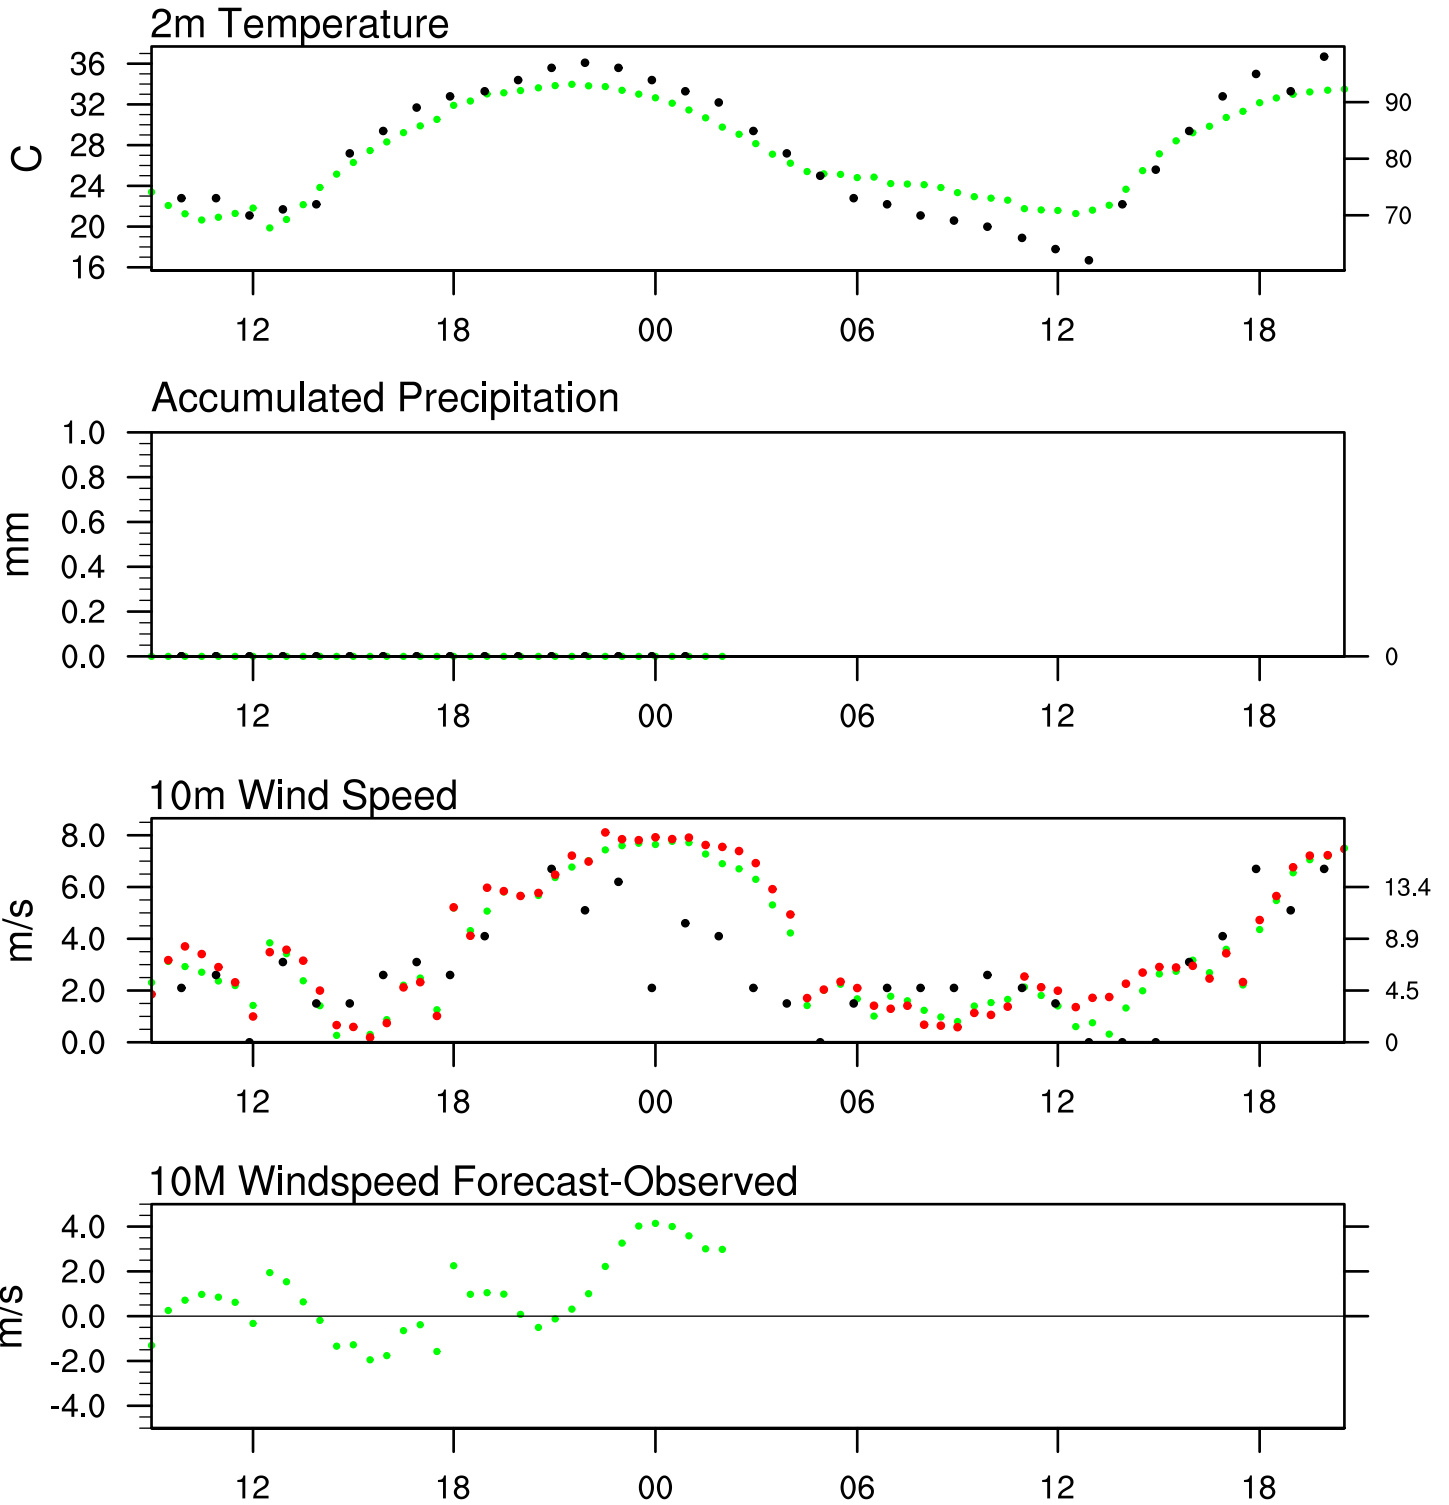 2m Temperature
36
32
28
24
20
16
C
90
80
70
12 18 00 06 12 18
Accumulated Precipitation
1.0
0.8
0.6
0.4
0.2
0.0
mm
0
12 18 00 06 12 18
10m Wind Speed
8.0
6.0
4.0
2.0
0.0
m/s
13.4
8.9
4.5
0
12 18 00 06 12 18
10M Windspeed Forecast-Observed
4.0
2.0
0.0
-2.0
-4.0
m/s
12 18 00 06 12 18